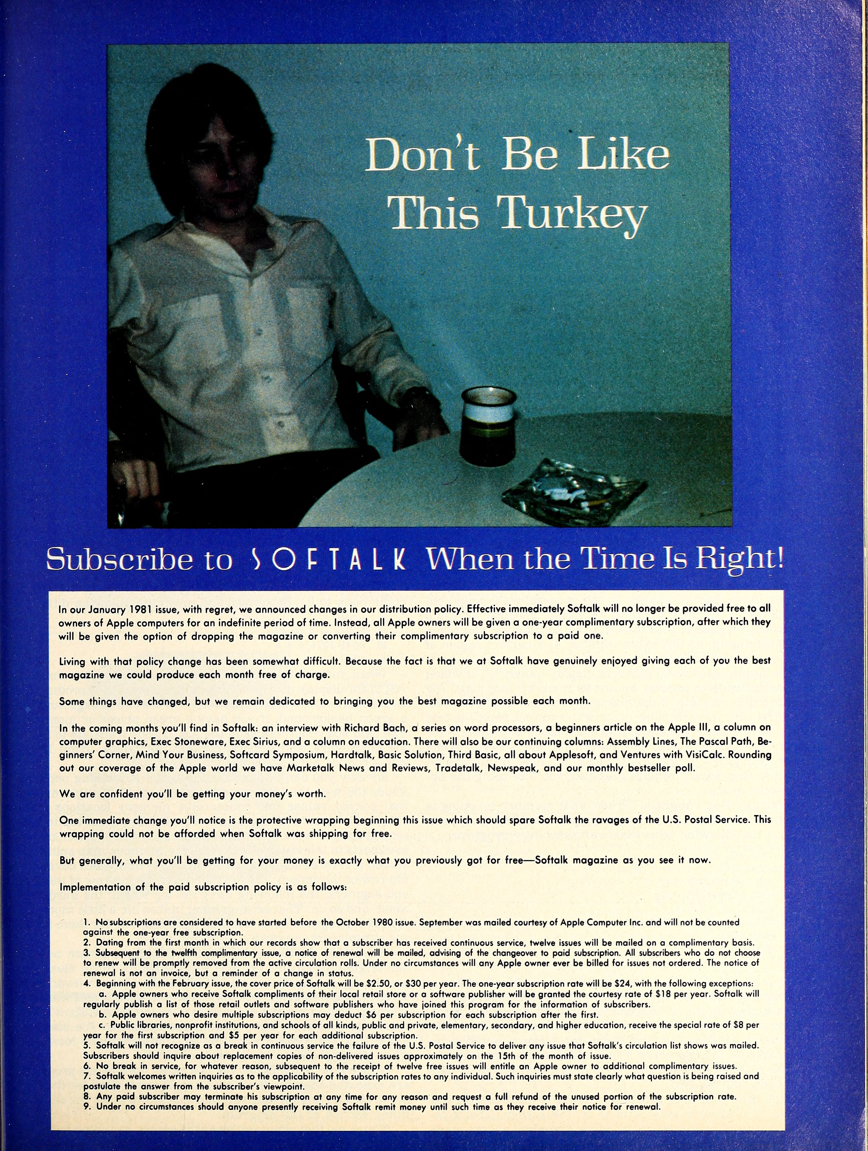 Don't Be Like
This Turkey
Subscribe to SOFTALK When the Time Is Right!
In our January 1981 issue, with regret, we announced changes in our distribution policy. Effective immediately Softalk will no longer be provided free to all
owners of Apple computers for an indefinite period of time. Instead, all Apple owners will be given a one-year complimentary subscription, after which they
will be given the option of dropping the magazine or converting their complimentary subscription to a paid one.
Living with that policy change has been somewhat difficult. Because the fact is that we at Softalk have genuinely enjoyed giving each of you the best
magazine we could produce each month free of charge.
Some things have changed, but we remain dedicated to bringing you the best magazine possible each month.
In the coming months you'll find in Softalk: an interview with Richard Bach, a series on word processors, a beginners article on the Apple III, a column on
computer graphics, Exec Stoneware, Exec Sirius, and a column on education. There will also be our continuing columns: Assembly Lines, The Pascal Path, Be-
ginners' Corner, Mind Your Business, Softcard Symposium, Hardtalk, Basic Solution, Third Basic, all about Applesoft, and Ventures with VisiCalc. Rounding
out our coverage of the Apple world we have Marketalk News and Reviews, Tradetalk, Newspeak, and our monthly bestseller poll.
We are confident you'll be getting your money's worth.
One immediate change you'll notice is the protective wrapping beginning this issue which should spare Softalk the ravages of the U.S. Postal Service. This
wrapping could not be afforded when Softalk was shipping for free.
But generally, what you'll be getting for your money is exactly what you previously got for free—Softalk magazine as you see it now.
Implementation of the paid subscription policy is as follows:
1. No subscriptions are considered to have started before the October 1980 issue. September was mailed courtesy of Apple Computer Inc. and will not be counted
against the one-year free subscription.
2. Dating from the first month in which our records show that a subscriber has received continuous service, twelve issues will be mailed on a complimentary basis.
3. Subsequent to the twelfth complimentary issue, a notice of renewal will be mailed, advising of the changeover to paid subscription. All subscribers who do not choose
to renew will be promptly removed from the active circulation rolls. Under no circumstances will any Apple owner ever be billed for issues not ordered. The notice of
renewal is not an invoice, but a reminder of a change in status.
4. Beginning with the February issue, the cover price of Softalk will be $2.50, or $30 per year. The one-year subscription rate will be $24, with the following exceptions:
a. Apple owners who receive Softalk compliments of their local retail store or a software publisher will be granted the courtesy rate of $18 per year. Softalk will
regularly publish a list of those retail outlets and software publishers who have joined this program for the information of subscribers.
b. Apple owners who desire multiple subscriptions may deduct $6 per subscription for each subscription after the first.
c. Public libraries, nonprofit institutions, and schools of all kinds, public and private, elementary, secondary, and higher education, receive the special rate of $8 per
year for the first subscription and $5 per year for each additional subscription.
5. Softalk will not recognize as a break in continuous service the failure of the U.S. Postal Service to deliver any issue that Softalk's circulation list shows was mailed.
Subscribers should inquire about replacement copies of non-delivered issues approximately on the 15th of the month of issue.
6. No break in service, for whatever reason, subsequent to the receipt of twelve free issues will entitle an Apple owner to additional complimentary issues.
7. Softalk welcomes written inquiries as to the applicability of the subscription rates to any individual. Such inquiries must state clearly what question is being raised and
postulate the answer from the subscriber's viewpoint.
8. Any paid subscriber may terminate his subscription at any time for any reason and request a full refund of the unused portion of the subscription rate.
9. Under no circumstances should anyone presently receiving Softalk remit money until such time as they receive their notice for renewal.